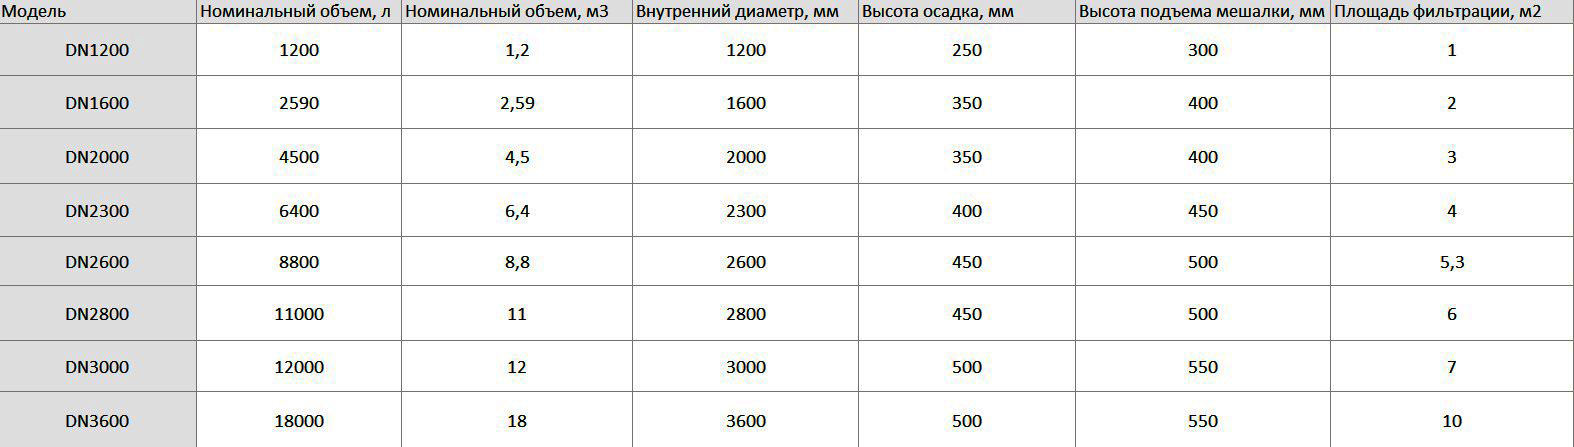 Модель Номинальный объем, л Номинальный объем, м3 Внутренний диаметр, мм Высота осадка, мм Высота подъема мешалки, мм Площадь фильтрации, м2
DN1200 1200 1,2 1200 250 300 1
DN1600 2590 2,59 1600 350 400 2
DN2000 4500 4,5 2000 350 400 3
DN2300 6400 6,4 2300 400 450 4
DN2600 8800 8,8 2600 450 500 5,3
DN2800 11000 11 2800 450 500 6
DN3000 12000 12 3000 500 550 7
DN3600 18000 18 3600 500 550 10